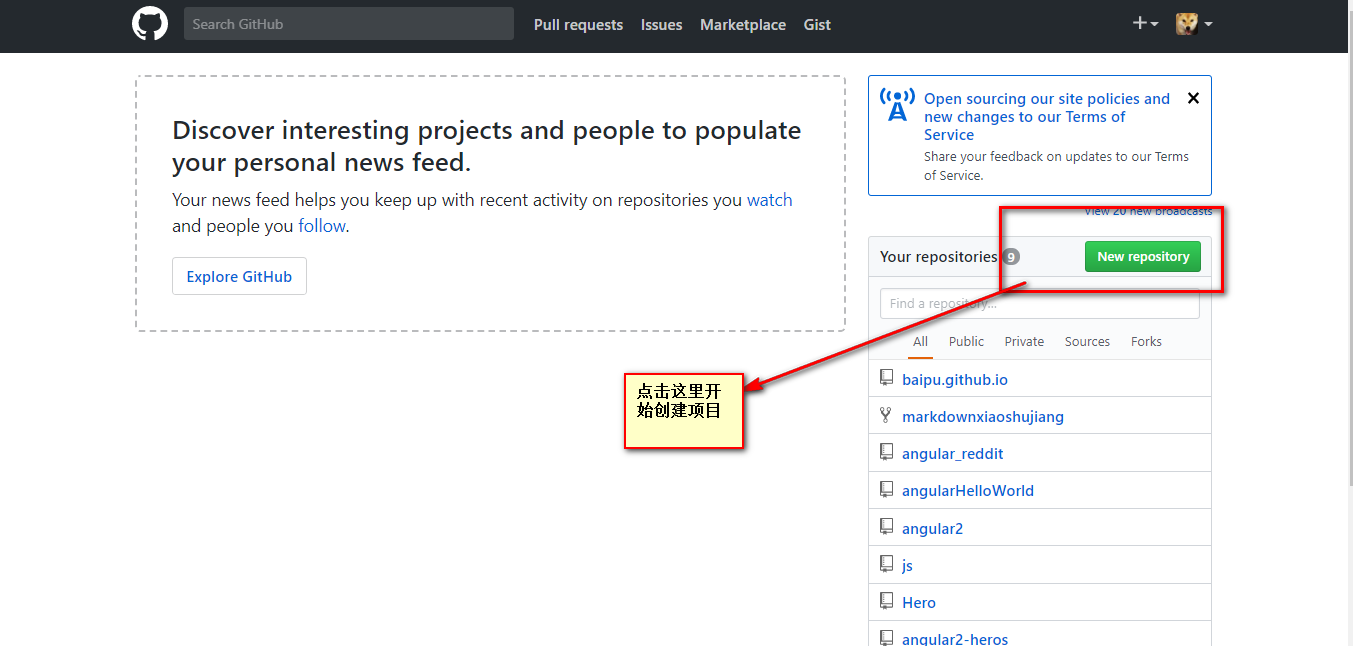 Search GitHub
Pull requests
Issues
Marketplace
Gist
Discover interesting projects and people to populate
your personal news feed.
Your news feed helps you keep up with recent activity on repositories you watch
and people you follow.
Explore GitHub
Open sourcing our site policies and
new changes to our Terms of
Service
Share your feedback on updates to our Terms
of Service.
View 20 new broadcasts
Your repositories 9
New repository
Find a repository...
All
Public
Private
Sources
Forks
点击这里开
始创建项目
baipu.github.io
markdownxiaoshujiang
angular_reddit
angularHelloWorld
angular2
js
Hero
angular2-heros